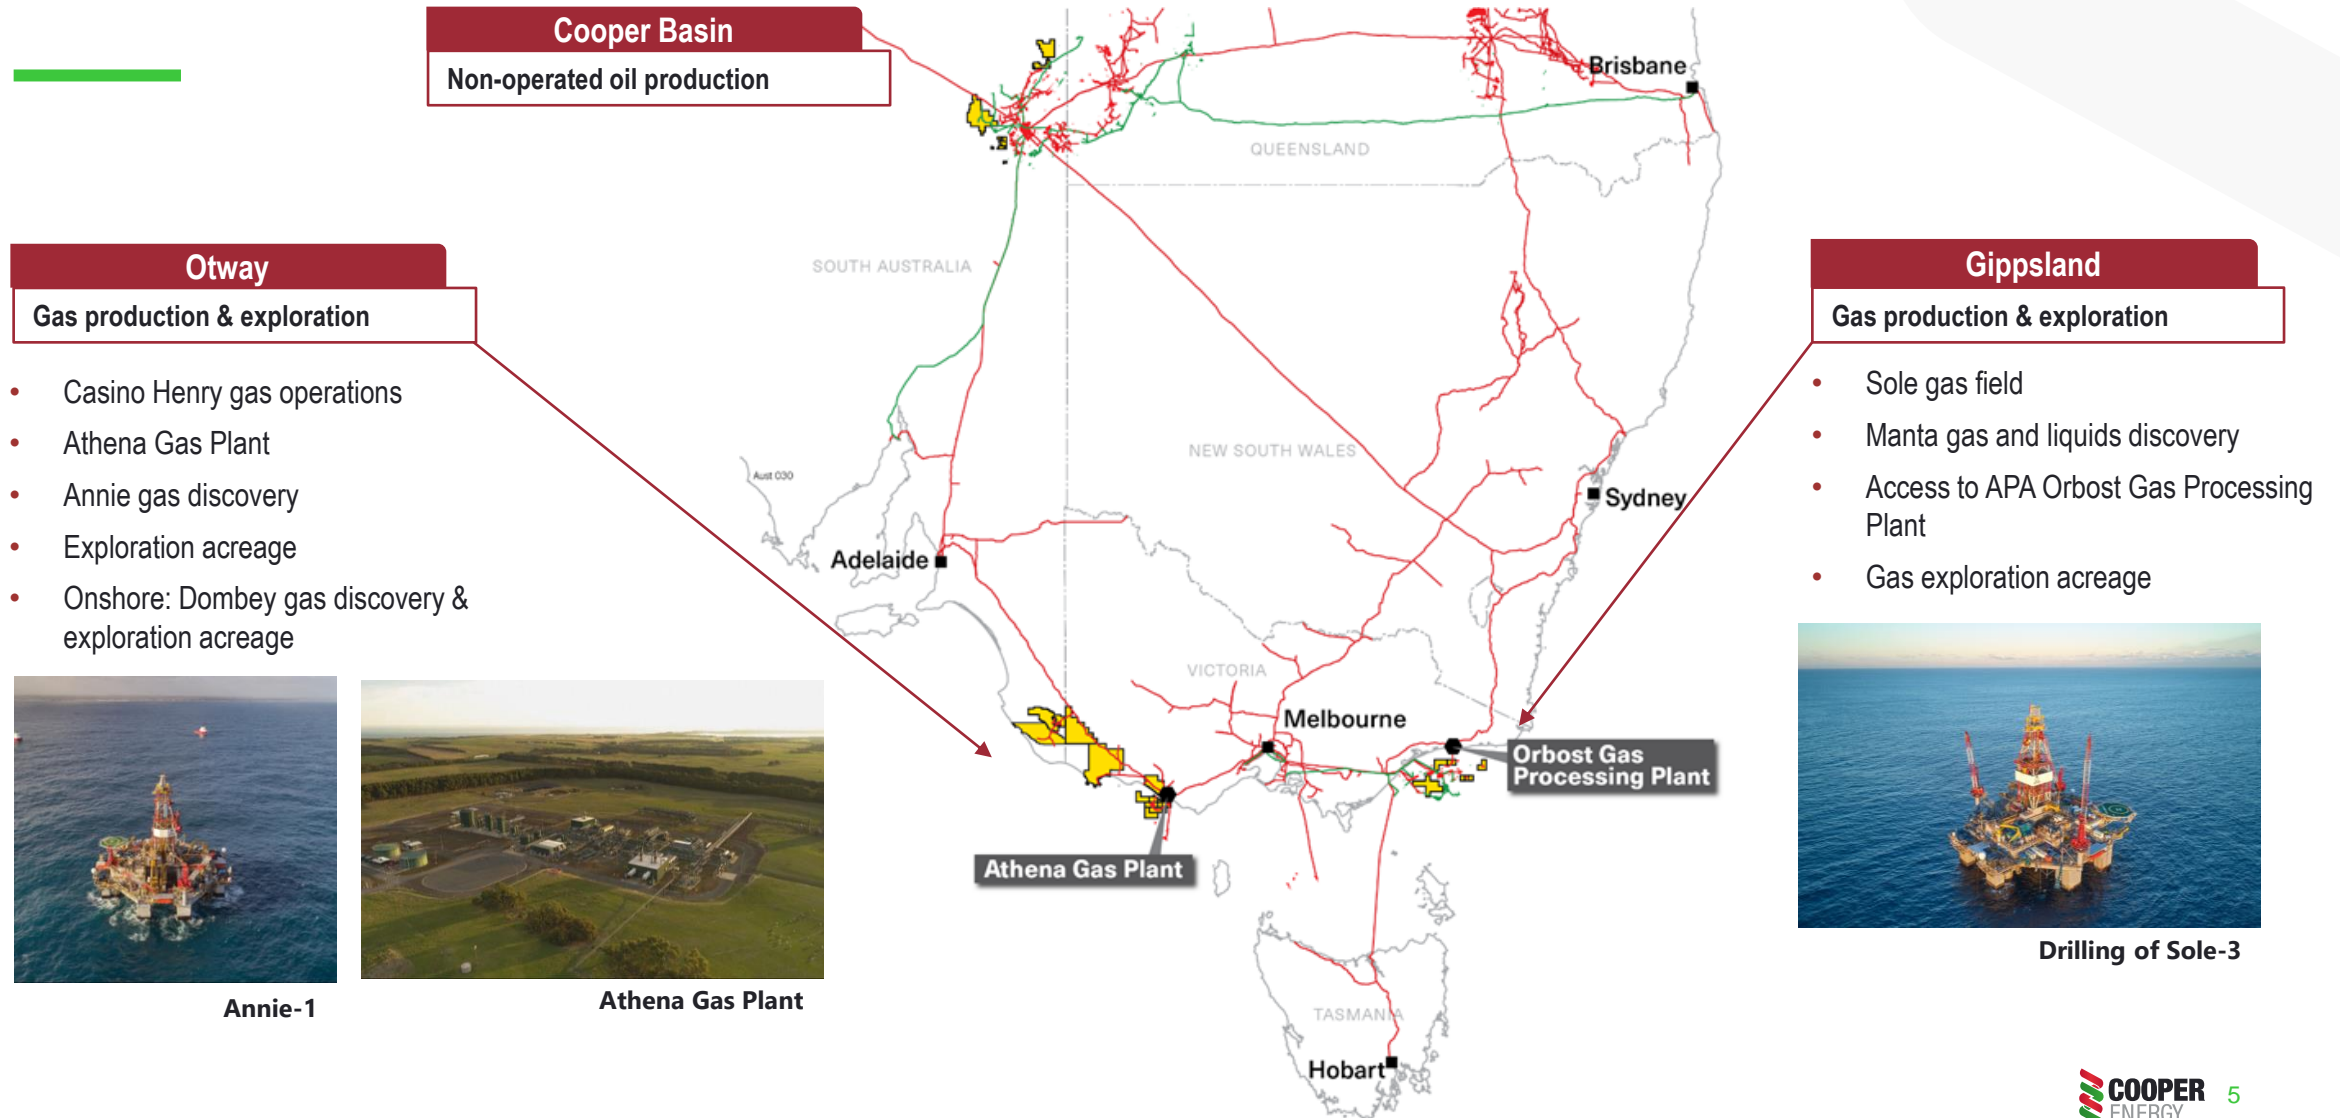 Cooper Basin
Non-operated oil production
Otway
Gas production & exploration
• Casino Henry gas operations
• Athena Gas Plant
• Annie gas discovery
• Exploration acreage
• Onshore: Dombey gas discovery &
exploration acreage
Annie-1
Athena Gas Plant
Brisbane
QUEENSLAND
SOUTH AUSTRALIA
NEW SOUTH WALES
Aust 030
Sydney
Adelaide
VICTORIA
Melbourne
Orbost Gas
Processing Plant
Athena Gas Plant
TASMANIA
Hobart
Gippsland
Gas production & exploration
• Sole gas field
• Manta gas and liquids discovery
• Access to APA Orbost Gas Processing
Plant
• Gas exploration acreage
Drilling of Sole-3
COOPER
ENERGY
5